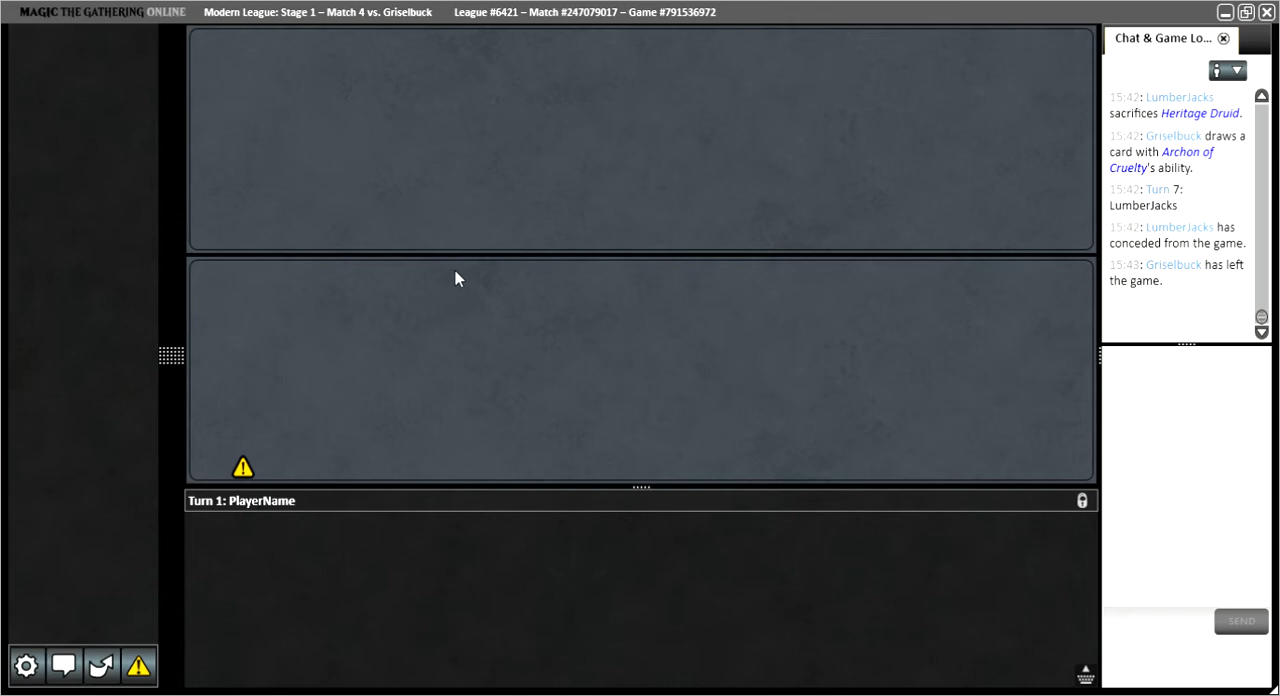 MAGIC THE GATHERING ONLINE Modern League: Stage 1 – Match 4 vs. Griselbuck League #6421 – Match #247079017 – Game #791536972
Chat & Game Lo...
15:42: LumberJacks
sacrifices Heritage Druid.
15:42: Griselbuck draws a
card with Archon of
Cruelty's ability.
15:42: Turn 7:
LumberJacks
15:42: LumberJacks has
conceded from the game.
15:43: Griselbuck has left
the game.
Turn 1: PlayerName
SEND